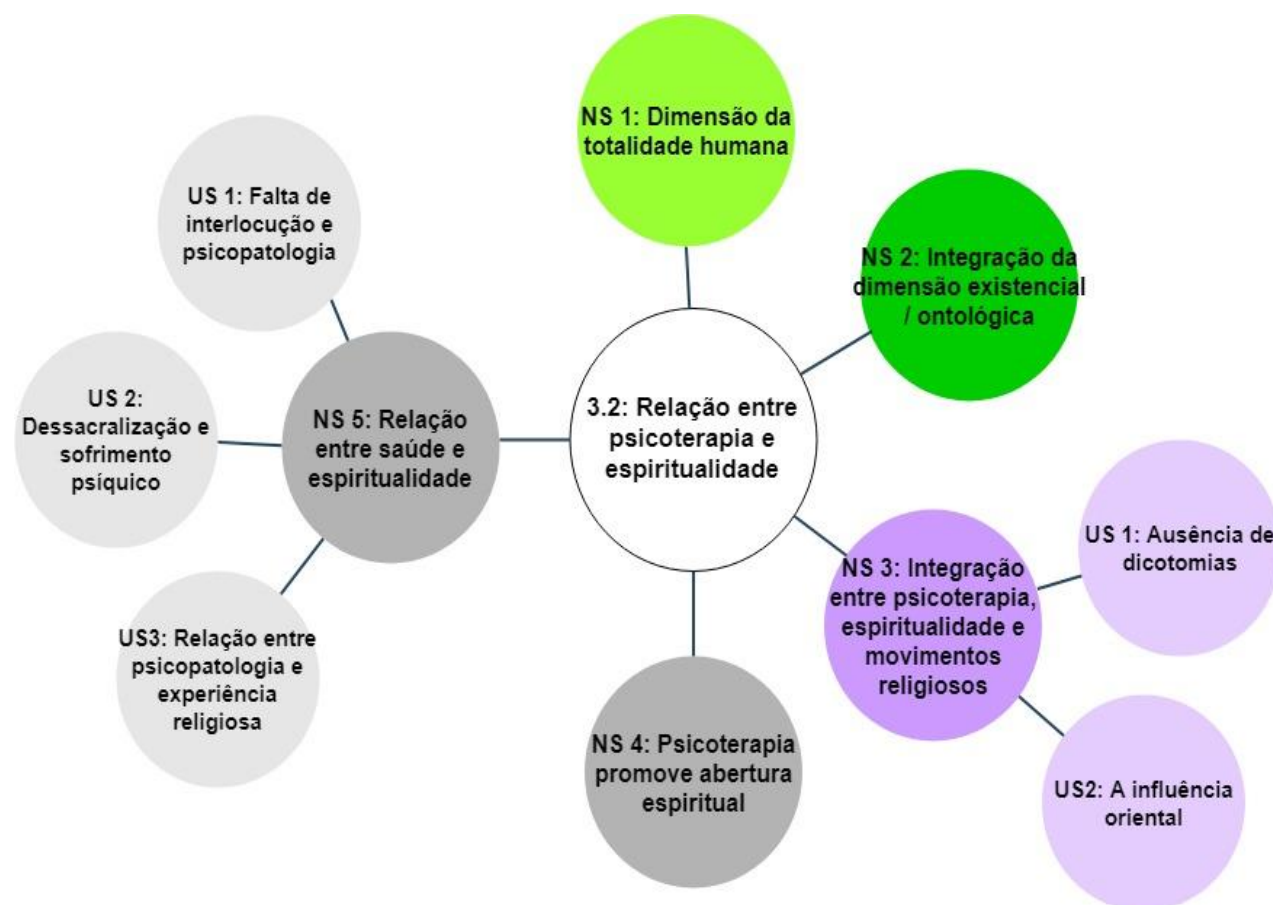 NS 1: Dimensão da
totalidade humana
US 1: Falta de
interlocução e
psicopatologia
NS 2: Integração da
dimensão existencial
/ ontológica
US 2:
Dessacralização e
sofrimento
psíquico
NS 5: Relação
entre saúde e
espiritualidade
3.2: Relação entre
psicoterapia e
espiritualidade
US 1: Ausência de
dicotomias
NS 3: Integração
entre psicoterapia,
espiritualidade e
movimentos
religiosos
US3: Relação entre
psicopatologia e
experiência
religiosa
NS 4: Psicoterapia
promove abertura
espiritual
US2: A influência
oriental